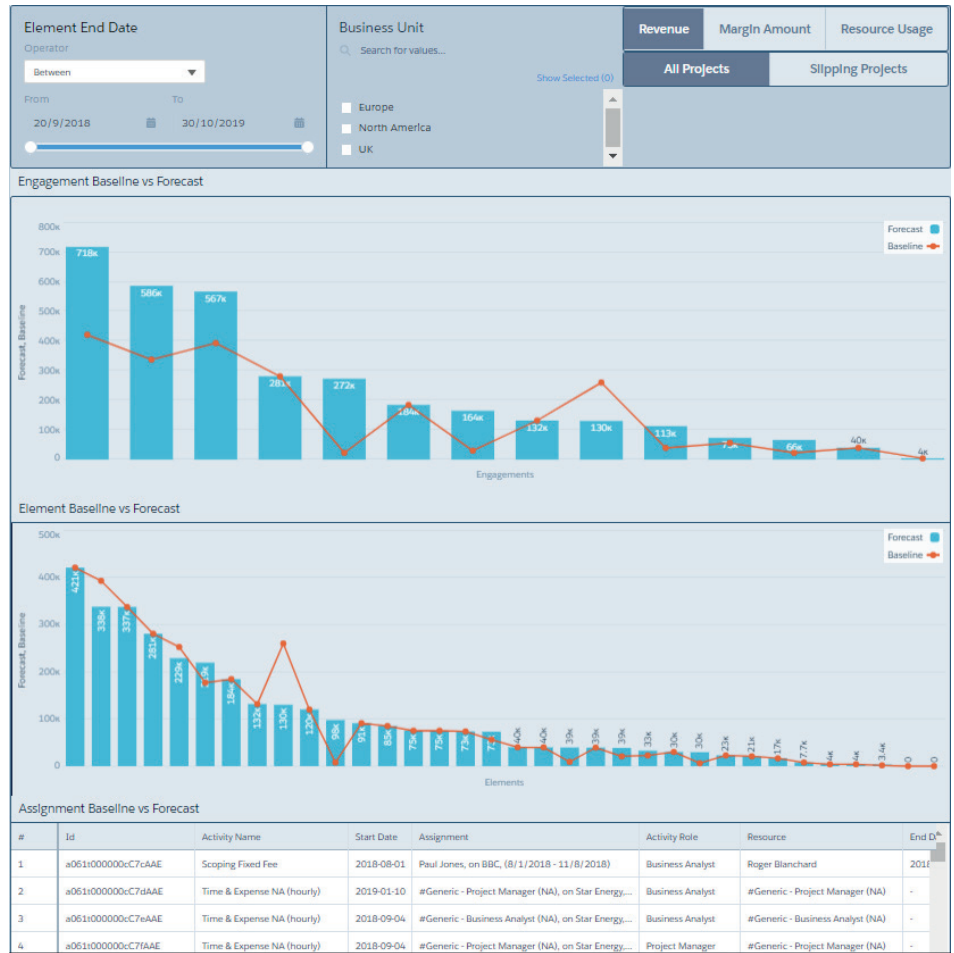 Element End Date
Operator
Between
From To
20/9/2018 30/10/2019
Business Unit
Search for values...
Show Selected (0)
Europe
North America
UK
Revenue Margin Amount Resource Usage
All Projects Slipping Projects
Engagement Baseline vs Forecast
Forecast
Baseline
800K
700K
600K
500K
400K
300K
200K
100K
0
Forecast, Baseline
718K 586K 567K 281K 272K 184K 164K 132K 130K 113K 66K 40K 4K
Engagements
Element Baseline vs Forecast
Forecast
Baseline
500K
400K
300K
200K
100K
0
Forecast, Baseline
421K 338K 337K 281K 229K 184K 132K 130K 120K 98K 91K 85K 75K 75K 73K 40K 40K 39K 39K 39K 33K 30K 30K 23K 21K 17K 7.7K 4K 4K 3.4K 0 0
Elements
Assignment Baseline vs Forecast
# Id Activity Name Start Date Assignment Activity Role Resource End D
1 a061t000000cC7cAAE Scoping Fixed Fee 2018-08-01 Paul Jones, on BBC, (8/1/2018 - 11/8/2018) Business Analyst Roger Blanchard 2018
2 a061t000000cC7dAAE Time & Expense NA (hourly) 2019-01-10 #Generic - Project Manager (NA), on Star Energy,... Business Analyst #Generic - Project Manager (NA) -
3 a061t000000cC7eAAE Time & Expense NA (hourly) 2018-09-04 #Generic - Business Analyst (NA), on Star Energy,... Business Analyst #Generic - Business Analyst (NA) -
4 a061t000000cC7fAAE Time & Expense NA (hourly) 2018-09-04 #Generic - Project Manager (NA), on Star Energy,... Project Manager #Generic - Project Manager (NA) -